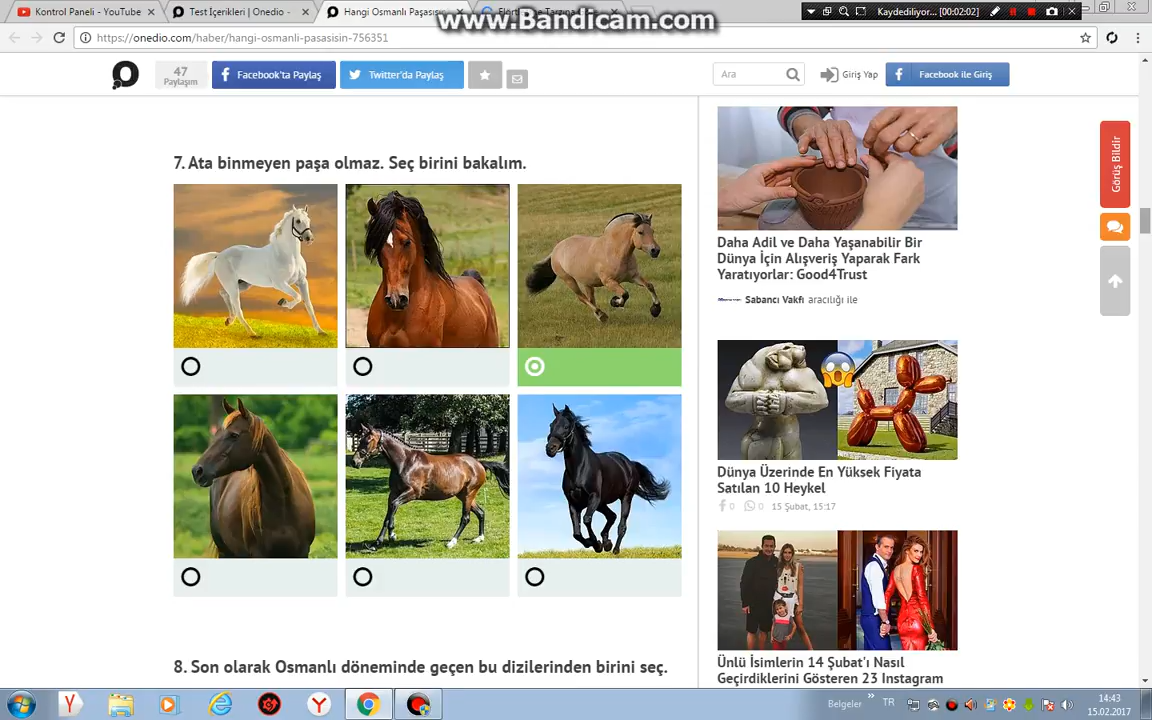 Kontrol Paneli - YouTube
Test İçerikleri | Onedio -
Hangi Osmanlı Paşasısın
www.Bandicam.com
Kaydediliyor... [00:02:02]
https://onedio.com/haber/hangi-osmanli-pasasisin-756351
47
Paylaşım
Facebook'ta Paylaş
Twitter'da Paylaş
Ara
Giriş Yap
Facebook ile Giriş
7. Ata binmeyen paşa olmaz. Seç birini bakalım.
8. Son olarak Osmanlı döneminde geçen bu dizilerinden birini seç.
Daha Adil ve Daha Yaşanabilir Bir
Dünya İçin Alışveriş Yaparak Fark
Yaratıyorlar: Good4Trust
Sabancı Vakfı aracılığı ile
Dünya Üzerinde En Yüksek Fiyata
Satılan 10 Heykel
0 0 15 Şubat, 15:17
Ünlü İsimlerin 14 Şubat'ı Nasıl
Geçirdiklerini Gösteren 23 Instagram
Görüş Bildir
Belgeler
TR
14:43
15.02.2017